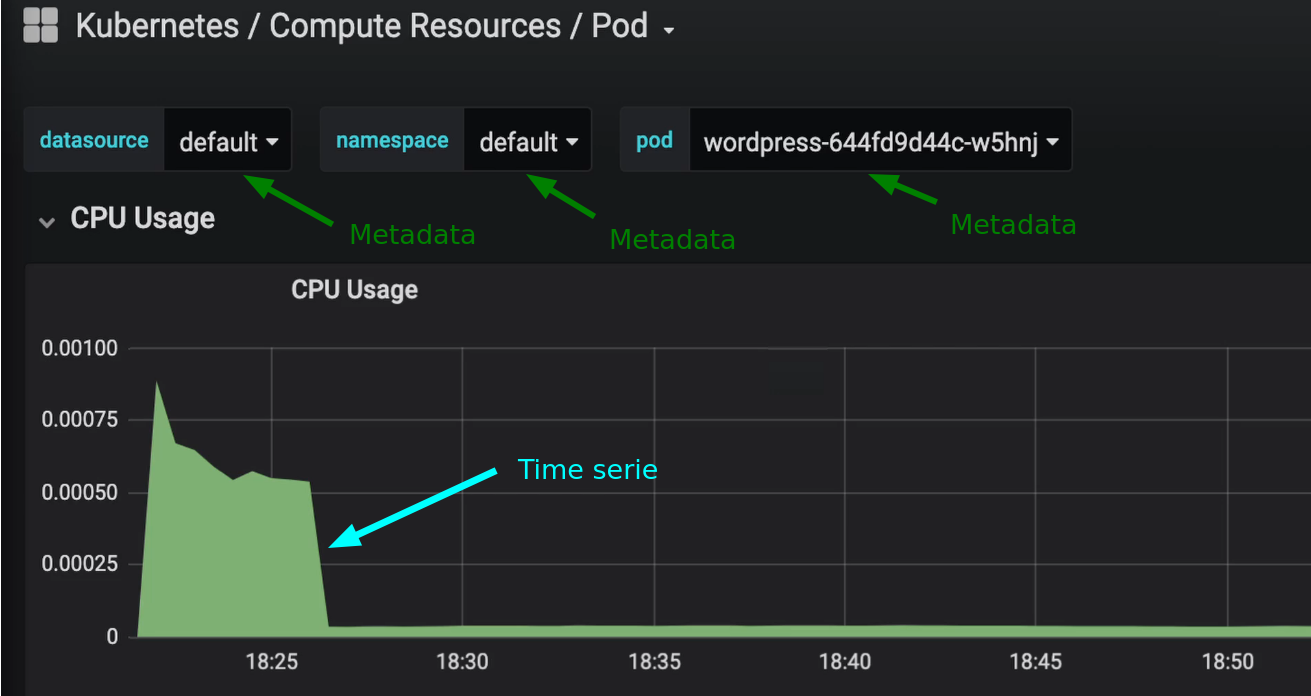 Kubernetes / Compute Resources / Pod
datasource default namespace default pod wordpress-644fd9d44c-w5hnj
CPU Usage
Metadata Metadata Metadata
CPU Usage
0.00100
0.00075
Time serie
0.00050
0.00025
0
18:25 18:30 18:35 18:40 18:45 18:50